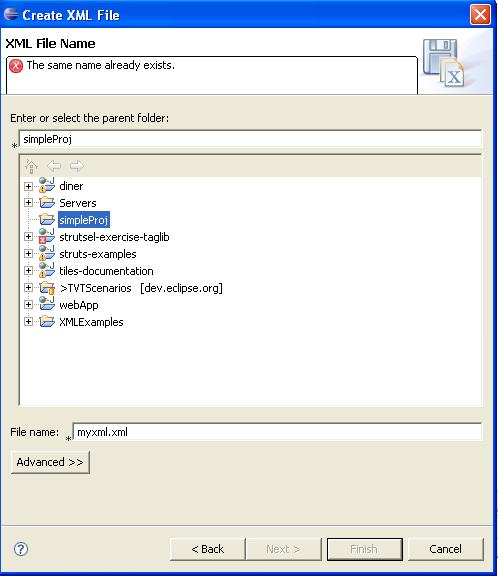 Create XML File
XML File Name
The same name already exists.
Enter or select the parent folder:
* simpleProj
diner
Servers
simpleProj
strutsel-exercise-taglib
struts-examples
tiles-documentation
>TVTScenarios [dev.eclipse.org]
webApp
XMLExamples
File name: * myxml.xml
Advanced >>
< Back Next > Finish Cancel